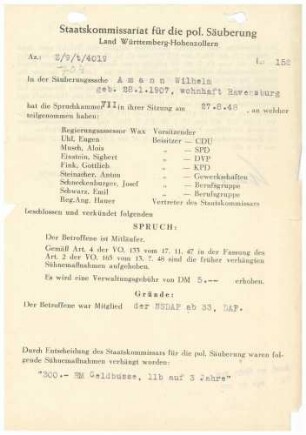 Staatskommissariat für die pol. Säuberung
Land Württemberg-Hohenzollern
Az.: Z/9/t/4019 L: 152
In der Säuberungssache Amann Wilhelm
geb. 28.1.1907, wohnhaft Ravensburg
hat die Spruchkammer VII in ihrer Sitzung am 27.8.48, an welcher
teilgenommen haben:
Regierungsassessor Wax Vorsitzender
Uhl, Eugen Beisitzer — CDU
Musch, Alois „ — SPD
Einstein, Sighert „ — DVP
Fink, Gottlieb „ — KPD
Steinacher, Anton „ — Gewerkschaften
Schneckenburger, Josef „ — Berufsgruppe
Schwarz, Emil „ — Berufsgruppe
Reg.Ang. Hauer Vertreter des Staatskommissars
beschlossen und verkündet folgenden
SPRUCH:
Der Betroffene ist Mitläufer.
Gemäß Art. 4 der VO 133 vom 17. 11. 47 in der Fassung des
Art. 2 der VO. 165 vom 13. 7. 48 sind die früher verhängten
Sühnemaßnahmen aufgehoben.
Es wird eine Verwaltungsgebühr von DM 5.-- erhoben.
Gründe:
Der Betroffene war Mitglied der NSDAP ab 33, DAF.
Durch Entscheidung des Staatskommissars für die pol. Säuberung waren fol-
gende Sühnemaßnahmen verhängt worden:
"300.- RM Geldbusse, 11b auf 3 Jahre"